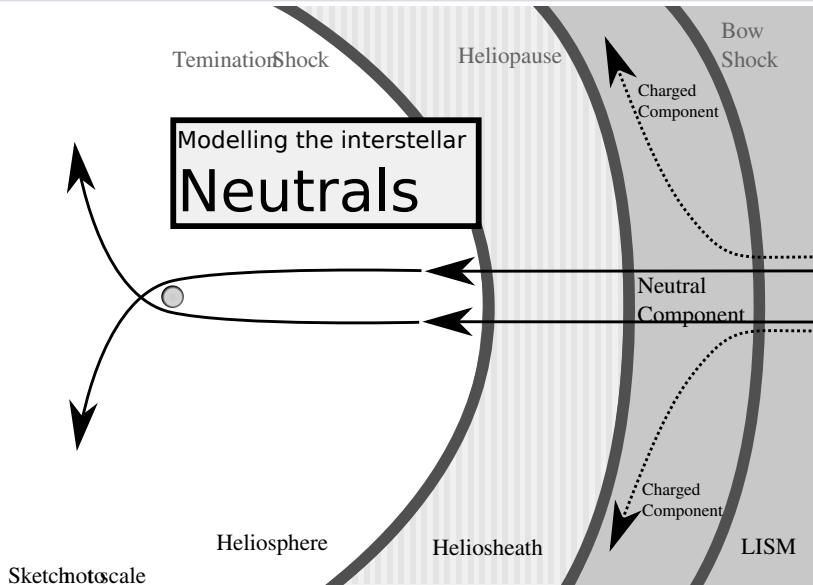 TeminationShock
Heliopause
Bow
Shock
Charged
Component
Modelling the interstellar
Neutrals
Neutral
Component
Charged
Component
Heliosphere
Heliosheath
LISM
Sketchnotoscale